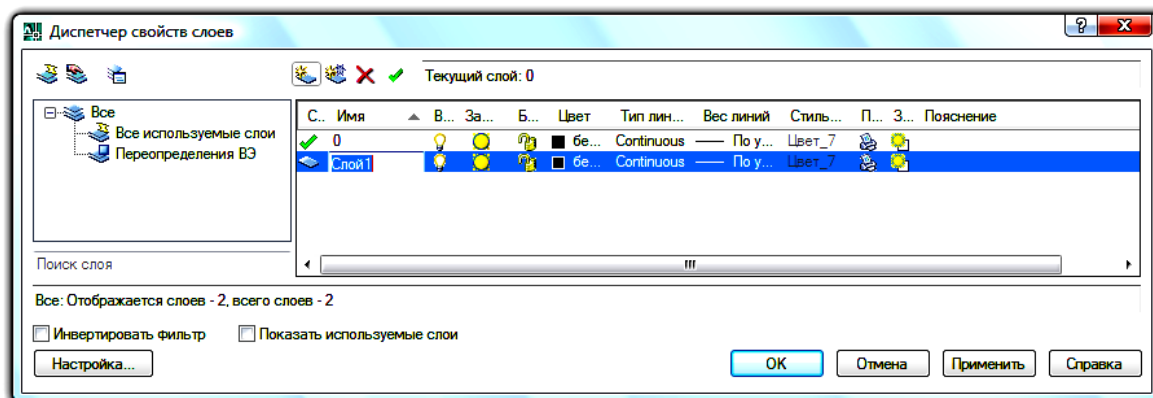 Диспетчер свойств слоев
Текущий слой: 0
Все
Все используемые слои
Переопределения ВЭ
С.. Имя В... За... Б... Цвет Тип лин... Вес линий Стиль... П... З... Пояснение
0 бе... Continuous По у... Цвет_7
Слой1 бе... Continuous По у... Цвет_7
Поиск слоя
Все: Отображается слоев - 2, всего слоев - 2
Инвертировать фильтр Показать используемые слои
Настройка... OK Отмена Применить Справка